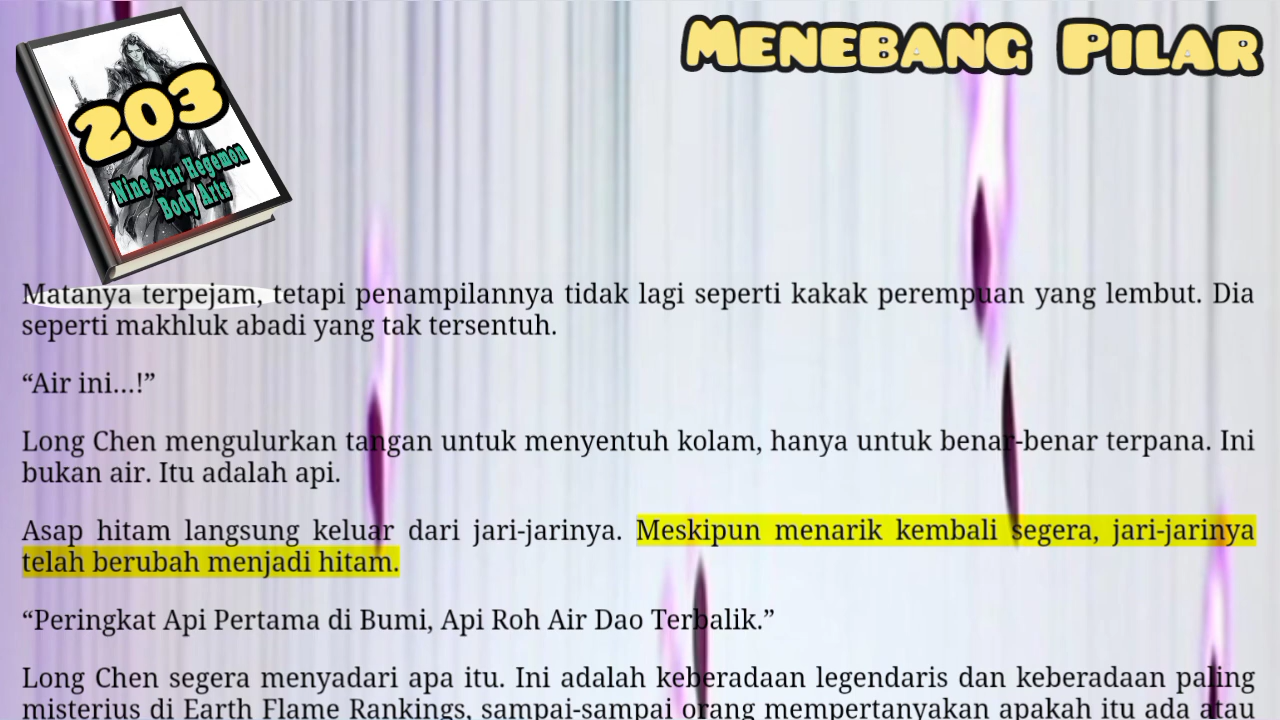 MENEBANG PILAR
203
Nine Star Hegemon
Body Arts
Matanya terpejam, tetapi penampilannya tidak lagi seperti kakak perempuan yang lembut. Dia
seperti makhluk abadi yang tak tersentuh.
“Air ini...!”
Long Chen mengulurkan tangan untuk menyentuh kolam, hanya untuk benar-benar terpana. Ini
bukan air. Itu adalah api.
Asap hitam langsung keluar dari jari-jarinya. Meskipun menarik kembali segera, jari-jarinya
telah berubah menjadi hitam.
“Peringkat Api Pertama di Bumi, Api Roh Air Dao Terbalik.”
Long Chen segera menyadari apa itu. Ini adalah keberadaan legendaris dan keberadaan paling
misterius di Earth Flame Rankings, sampai-sampai orang mempertanyakan apakah itu ada atau